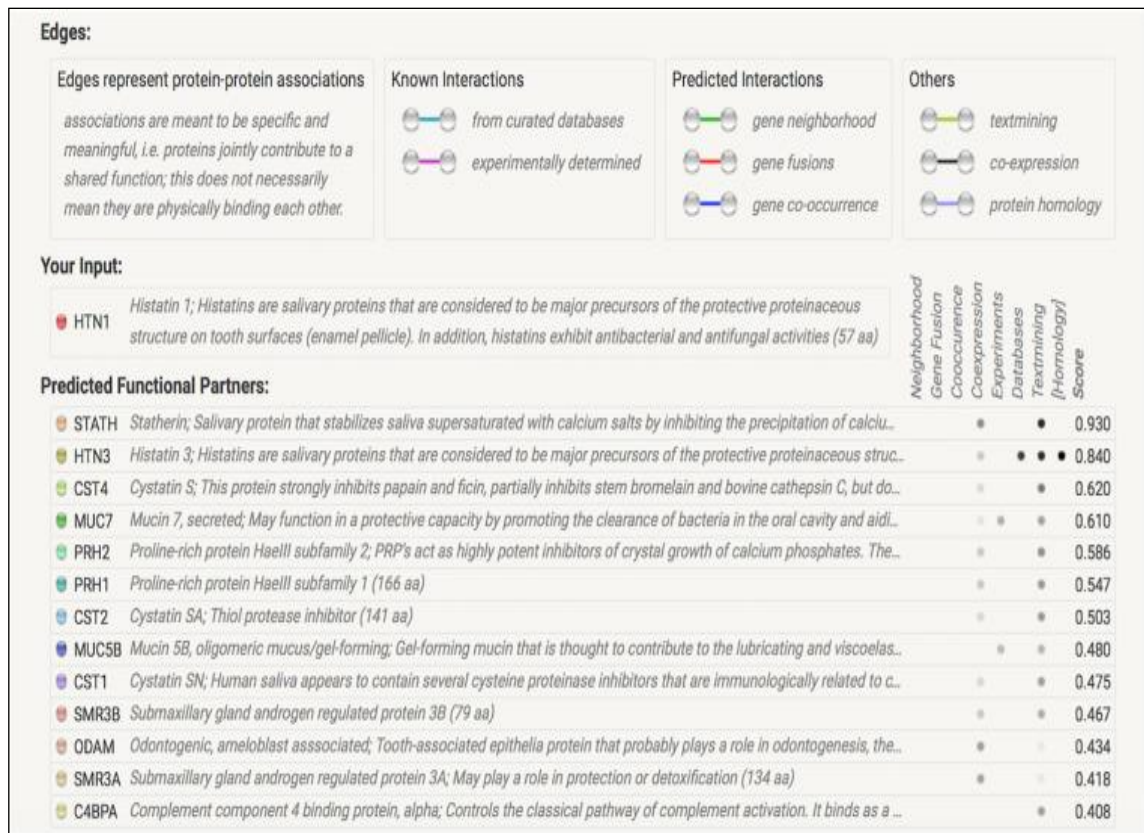 Edges:
Edges represent protein-protein associations
associations are meant to be specific and
meaningful, i.e. proteins jointly contribute to a
shared function; this does not necessarily
mean they are physically binding each other.
Known Interactions
from curated databases
experimentally determined
Predicted Interactions
gene neighborhood
gene fusions
gene co-occurrence
Others
textmining
co-expression
protein homology
Your Input:
HTN1
Histatin 1; Histatins are salivary proteins that are considered to be major precursors of the protective proteinaceous
structure on tooth surfaces (enamel pellicle). In addition, histatins exhibit antibacterial and antifungal activities (57 aa)
Neighborhood
Gene Fusion
Cooccurence
Coexpression
Experiments
Databases
Textmining
[Homology]
Score
Predicted Functional Partners:
STATH Statherin; Salivary protein that stabilizes saliva supersaturated with calcium salts by inhibiting the precipitation of calciu... 0.930
HTN3 Histatin 3; Histatins are salivary proteins that are considered to be major precursors of the protective proteinaceous struc... 0.840
CST4 Cystatin S; This protein strongly inhibits papain and ficin, partially inhibits stem bromelain and bovine cathepsin C, but do... 0.620
MUC7 Mucin 7, secreted; May function in a protective capacity by promoting the clearance of bacteria in the oral cavity and aidi... 0.610
PRH2 Proline-rich protein HaeIII subfamily 2; PRP's act as highly potent inhibitors of crystal growth of calcium phosphates. The... 0.586
PRH1 Proline-rich protein HaeIII subfamily 1 (166 aa) 0.547
CST2 Cystatin SA; Thiol protease inhibitor (141 aa) 0.503
MUC5B Mucin 5B, oligomeric mucus/gel-forming; Gel-forming mucin that is thought to contribute to the lubricating and viscoelas... 0.480
CST1 Cystatin SN; Human saliva appears to contain several cysteine proteinase inhibitors that are immunologically related to c... 0.475
SMR3B Submaxillary gland androgen regulated protein 3B (79 aa) 0.467
ODAM Odontogenic, ameloblast asssociated; Tooth-associated epithelia protein that probably plays a role in odontogenesis, the... 0.434
SMR3A Submaxillary gland androgen regulated protein 3A; May play a role in protection or detoxification (134 aa) 0.418
C4BPA Complement component 4 binding protein, alpha; Controls the classical pathway of complement activation. It binds as a ... 0.408